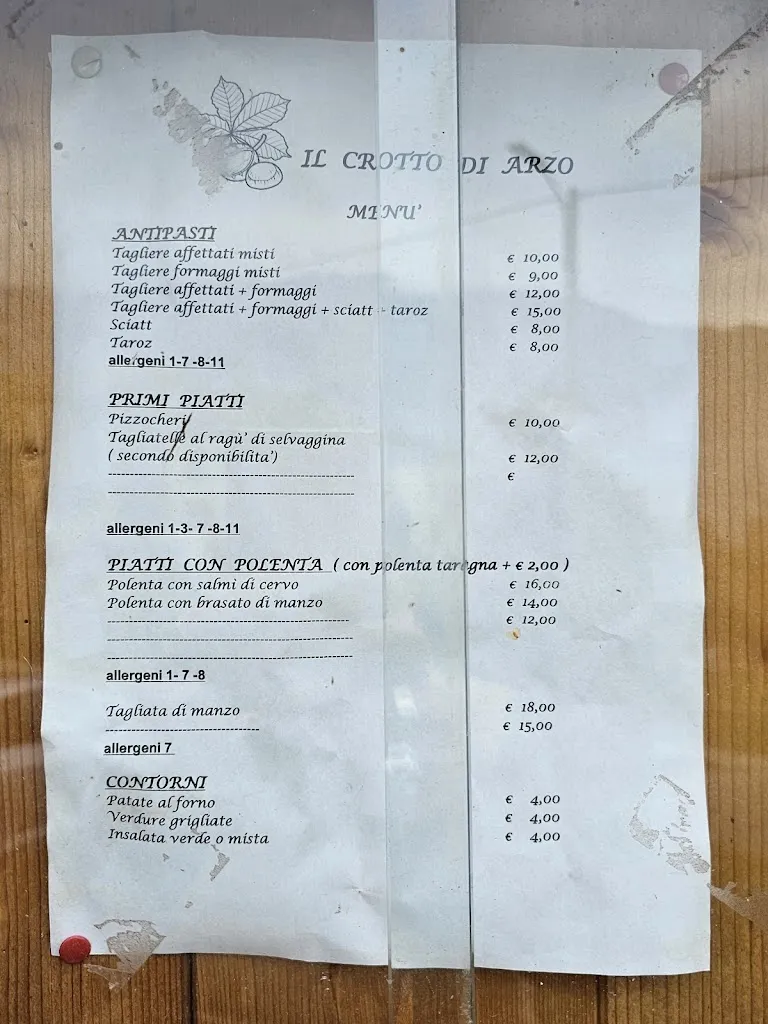 IL CROTTO DI ARZO
MENU'
ANTIPASTI
Tagliere affettati misti € 10,00
Tagliere formaggi misti € 9,00
Tagliere affettati + formaggi € 12,00
Tagliere affettati + formaggi + sciatt + taroz € 15,00
Sciatt € 8,00
Taroz € 8,00
allergeni 1-7 -8-11
PRIMI PIATTI
Pizzocheri € 10,00
Tagliatelle al ragù' di selvaggina
( secondo disponibilita') € 12,00
€
allergeni 1-3- 7 -8-11
PIATTI CON POLENTA ( con polenta taragna + € 2,00 )
Polenta con salmì di cervo € 16,00
Polenta con brasato di manzo € 14,00
€ 12,00
allergeni 1- 7 -8
Tagliata di manzo € 18,00
€ 15,00
allergeni 7
CONTORNI
Patate al forno € 4,00
Verdure grigliate € 4,00
Insalata verde o mista € 4,00